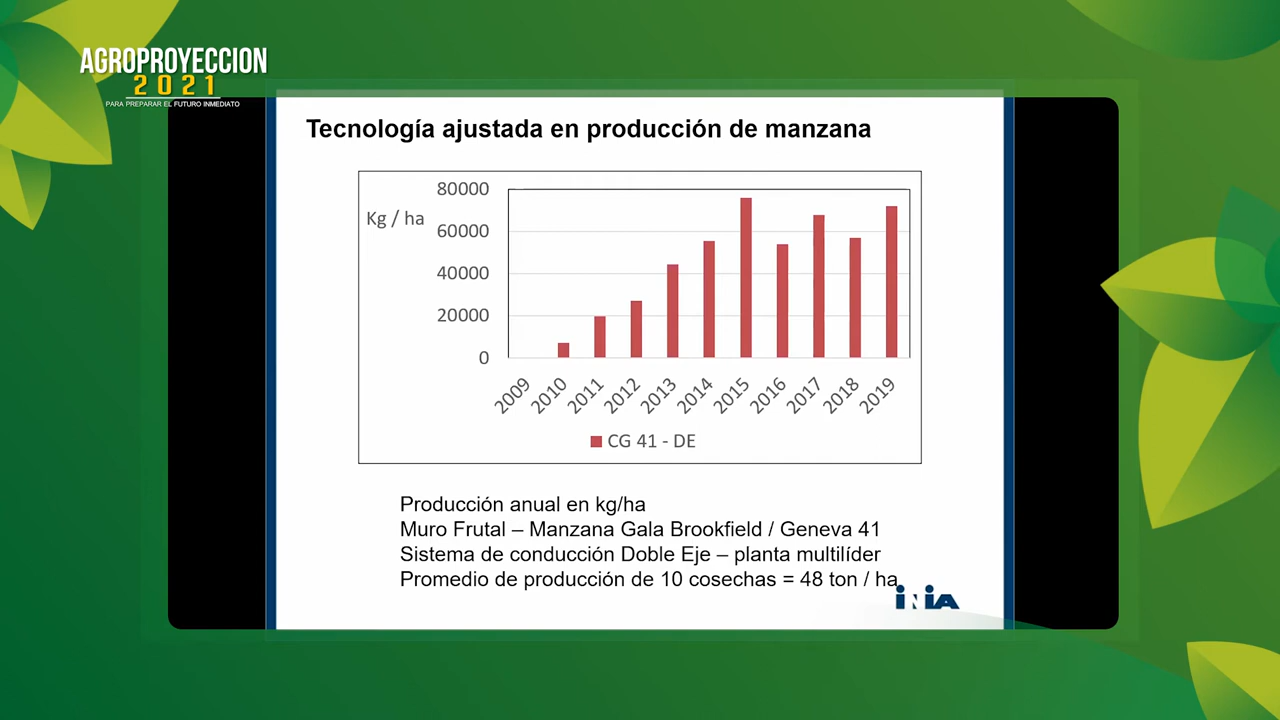 AGROPROYECCION
2021
PARA PREPARAR EL FUTURO INMEDIATO
Tecnología ajustada en producción de manzana
Kg / ha
80000
60000
40000
20000
0
2009 2010 2011 2012 2013 2014 2015 2016 2017 2018 2019
CG 41 - DE
Producción anual en kg/ha
Muro Frutal – Manzana Gala Brookfield / Geneva 41
Sistema de conducción Doble Eje – planta multilíder
Promedio de producción de 10 cosechas = 48 ton / ha
iNiA